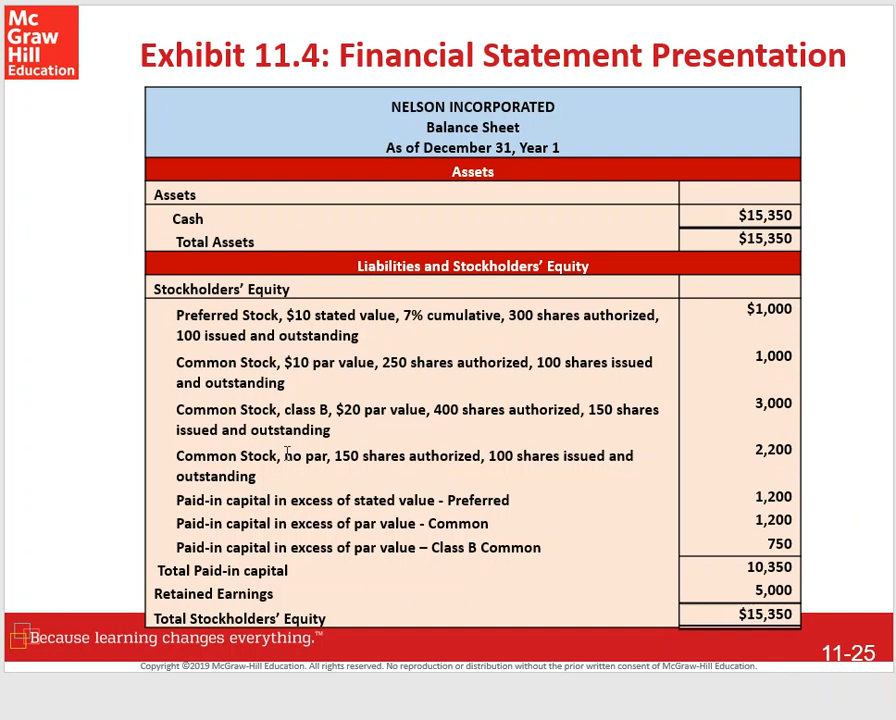 Mc
Graw
Hill
Education
Exhibit 11.4: Financial Statement Presentation
NELSON INCORPORATED
Balance Sheet
As of December 31, Year 1
Assets
Assets
Cash $15,350
Total Assets $15,350
Liabilities and Stockholders’ Equity
Stockholders’ Equity
Preferred Stock, $10 stated value, 7% cumulative, 300 shares authorized, $1,000
100 issued and outstanding
Common Stock, $10 par value, 250 shares authorized, 100 shares issued 1,000
and outstanding
Common Stock, class B, $20 par value, 400 shares authorized, 150 shares 3,000
issued and outstanding
Common Stock, no par, 150 shares authorized, 100 shares issued and 2,200
outstanding
Paid-in capital in excess of stated value - Preferred 1,200
Paid-in capital in excess of par value - Common 1,200
Paid-in capital in excess of par value – Class B Common 750
Total Paid-in capital 10,350
Retained Earnings 5,000
Total Stockholders’ Equity $15,350
Because learning changes everything.™
11-25
Copyright ©2019 McGraw-Hill Education. All rights reserved. No reproduction or distribution without the prior written consent of McGraw-Hill Education.